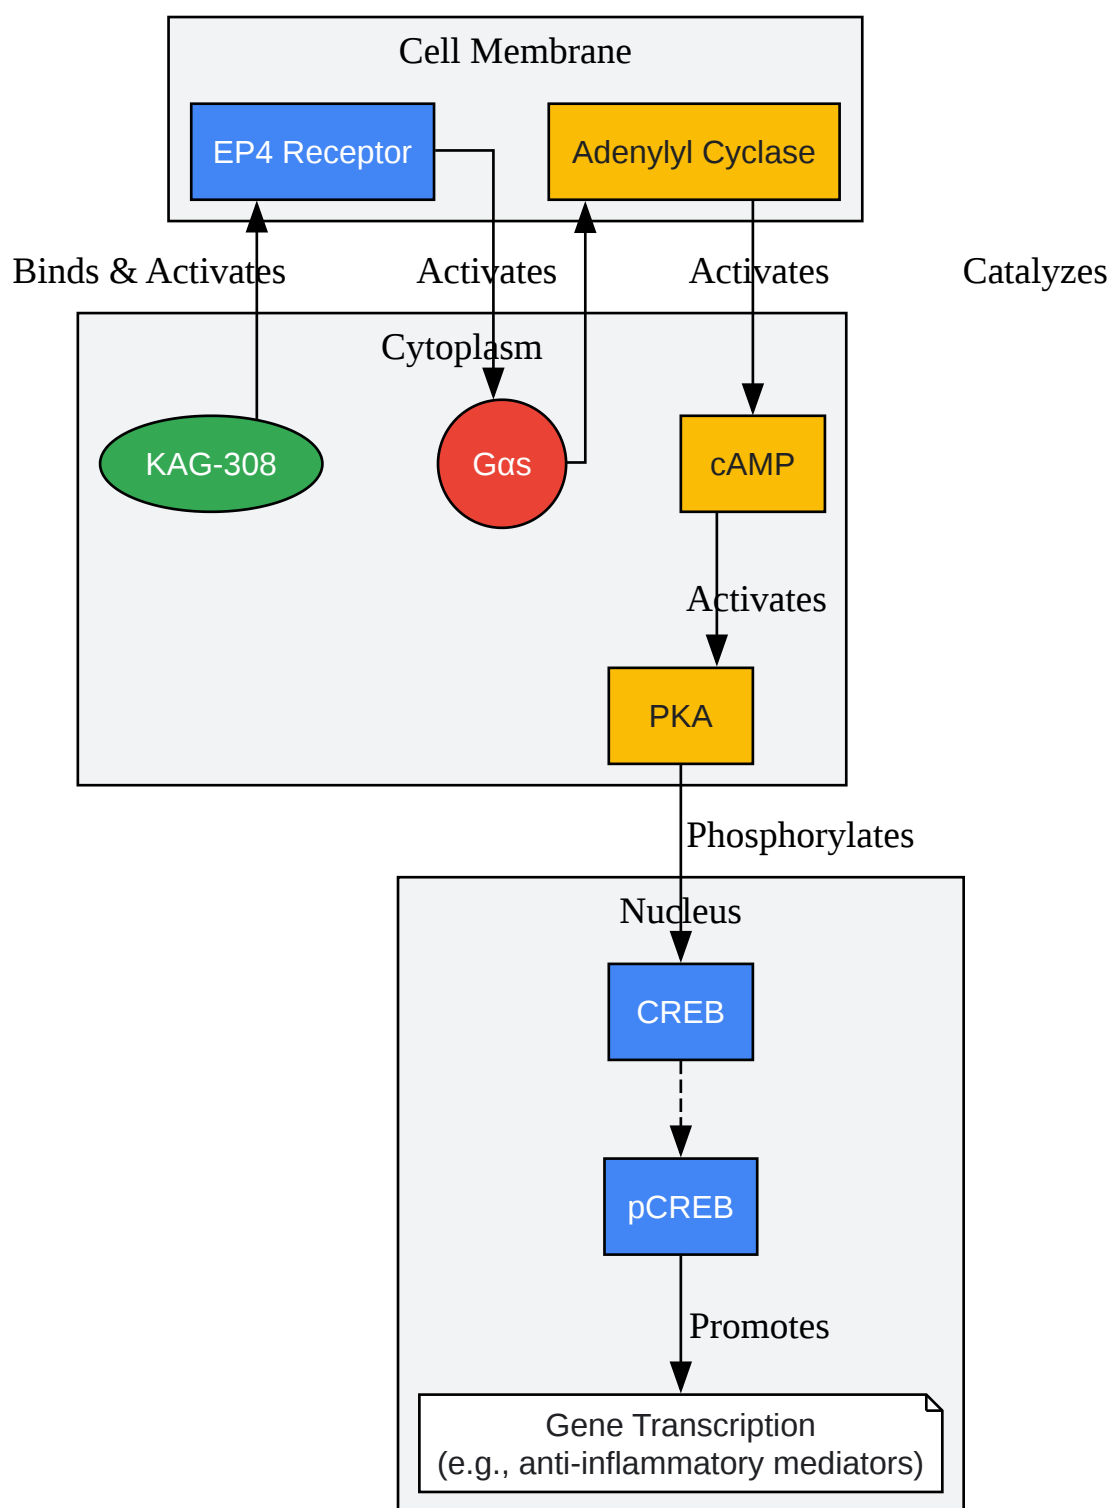 Cell Membrane
EP4 Receptor
Adenylyl Cyclase
Binds & Activates
Activates
Activates
Catalyzes
Cytoplasm
KAG-308
Gαs
cAMP
Activates
PKA
Phosphorylates
Nucleus
CREB
pCREB
Promotes
Gene Transcription
(e.g., anti-inflammatory mediators)